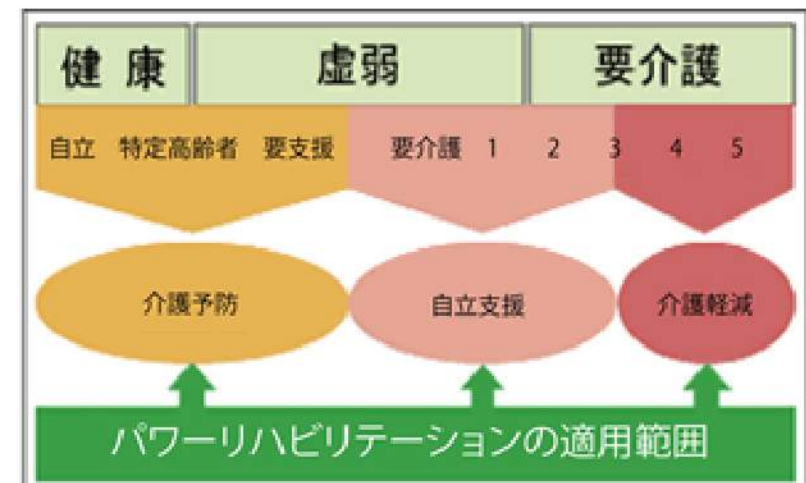 健康 虚弱 要介護
自立 特定高齢者 要支援 要介護 1 2 3 4 5
介護予防 自立支援 介護軽減
パワーリハビリテーションの適用範囲